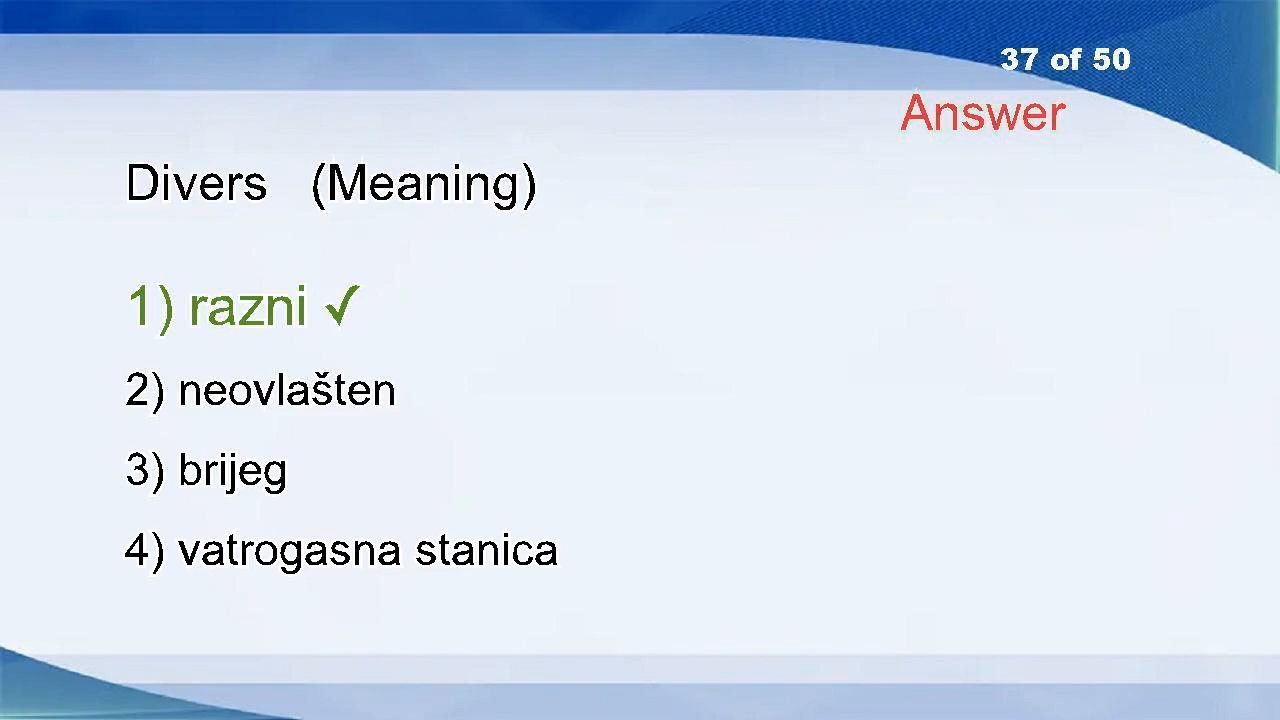 37 of 50
Answer
Divers (Meaning)
1) razni ✓
2) neovlašten
3) brijeg
4) vatrogasna stanica